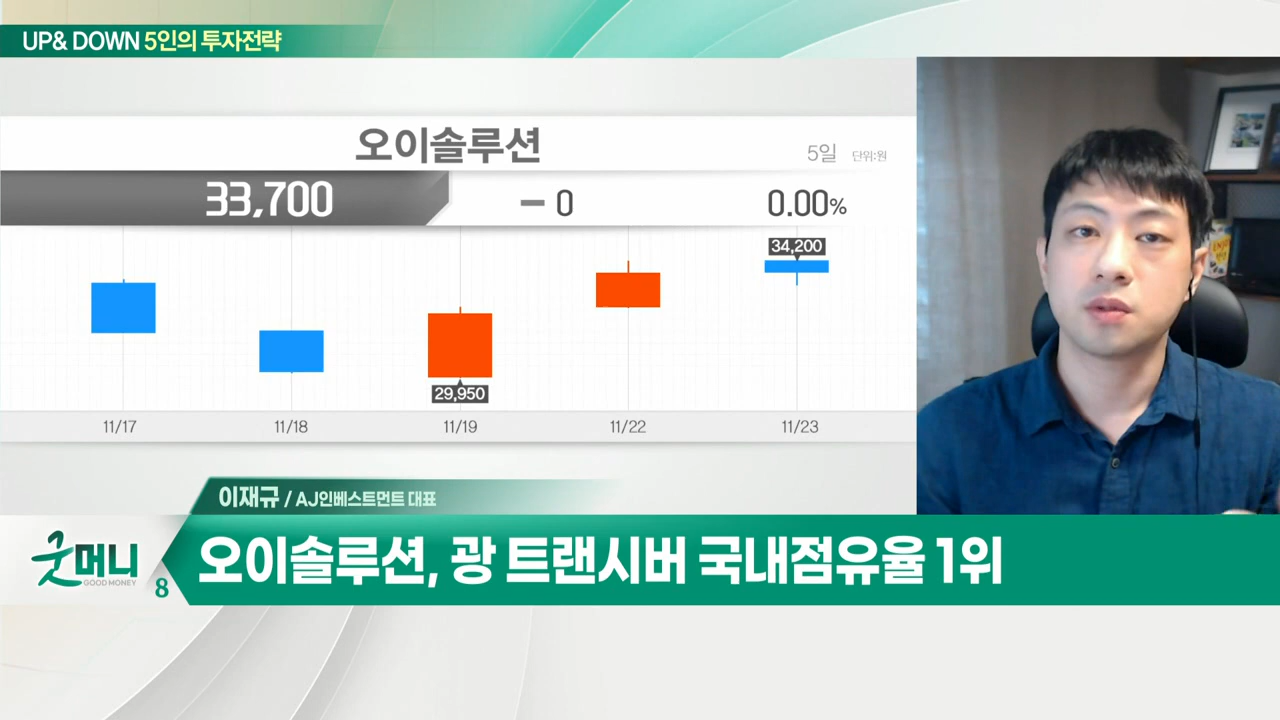 UP& DOWN 5인의 투자전략
오이솔루션
5일 단위:원
33,700 0 0.00%
34,200
29,950
11/17 11/18 11/19 11/22 11/23
이재규 / AJ인베스트먼트 대표
굿머니
GOOD MONEY
8
오이솔루션, 광 트랜시버 국내점유율 1위